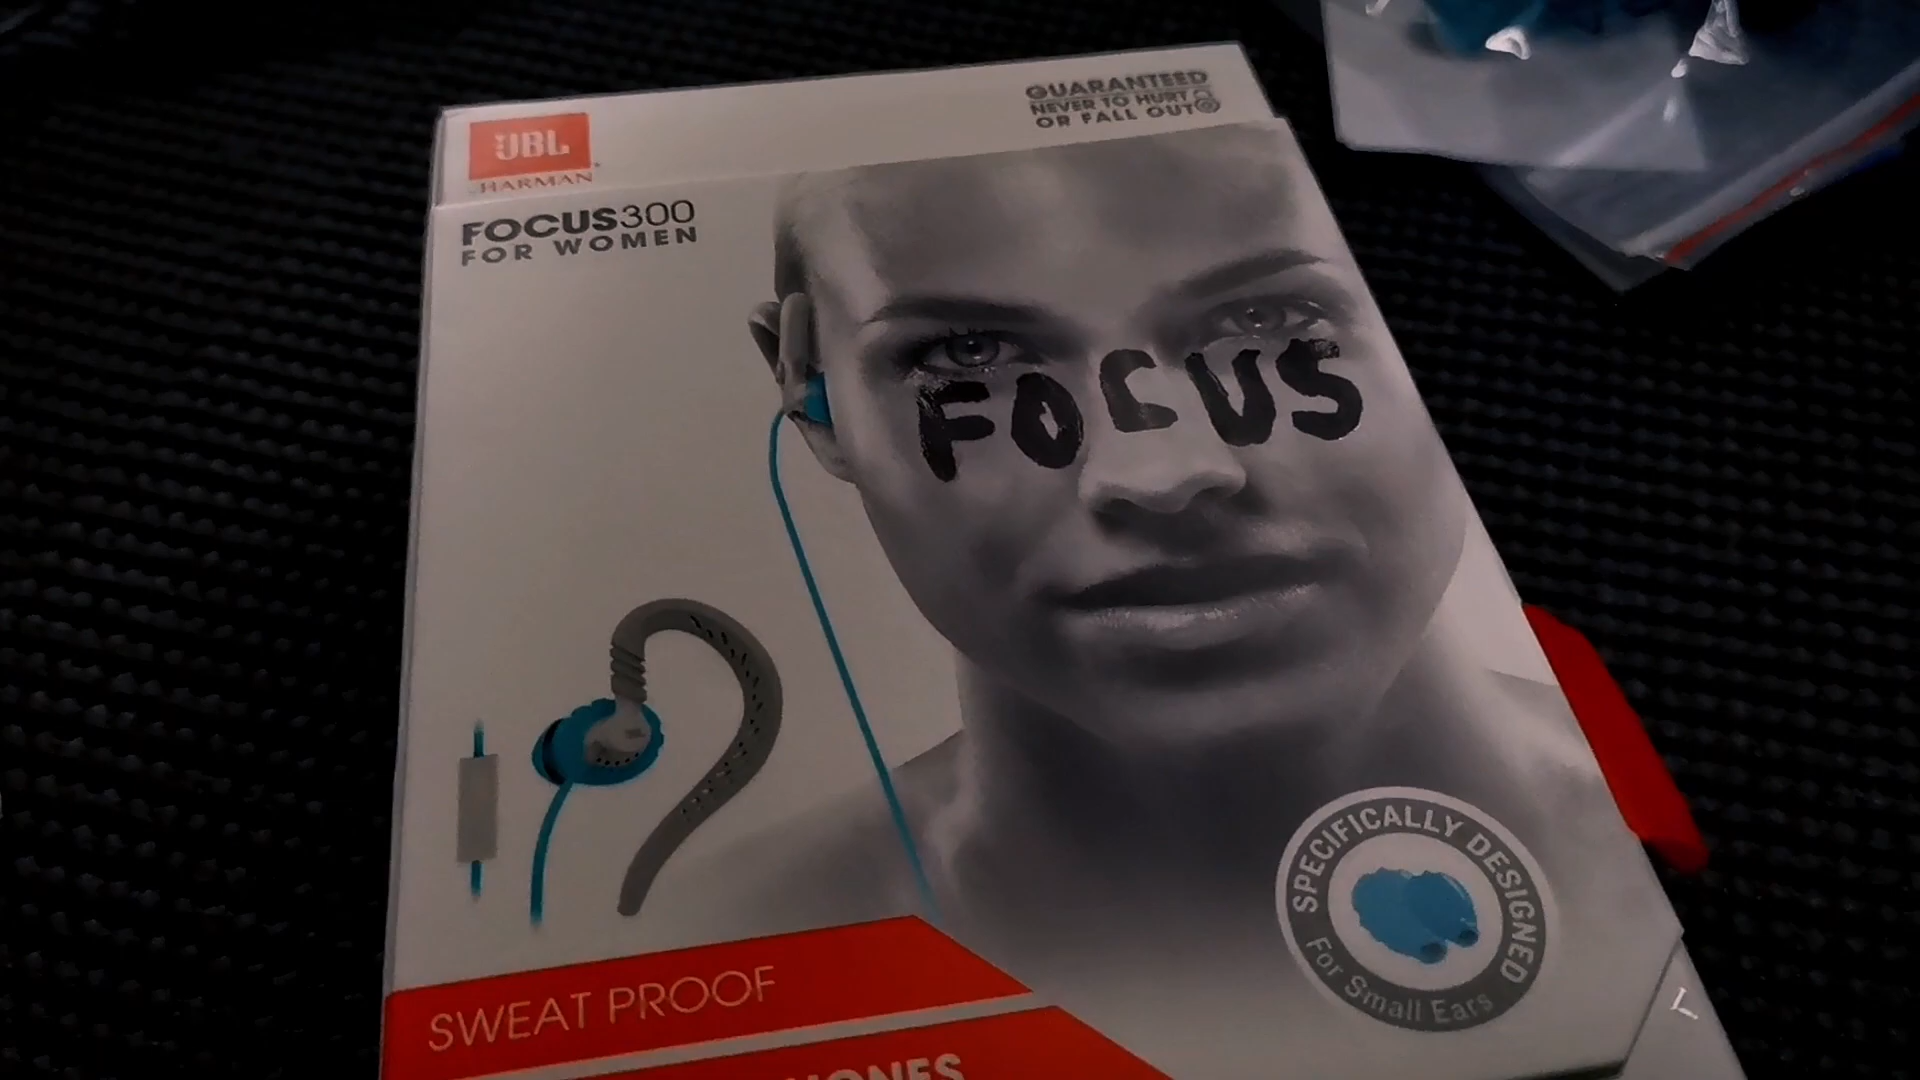 JBL
HARMAN
GUARANTEED
NEVER TO HURT
OR FALL OUT
FOCUS300
FOR WOMEN
FOCUS
SPECIFICALLY DESIGNED
For Small Ears
SWEAT PROOF